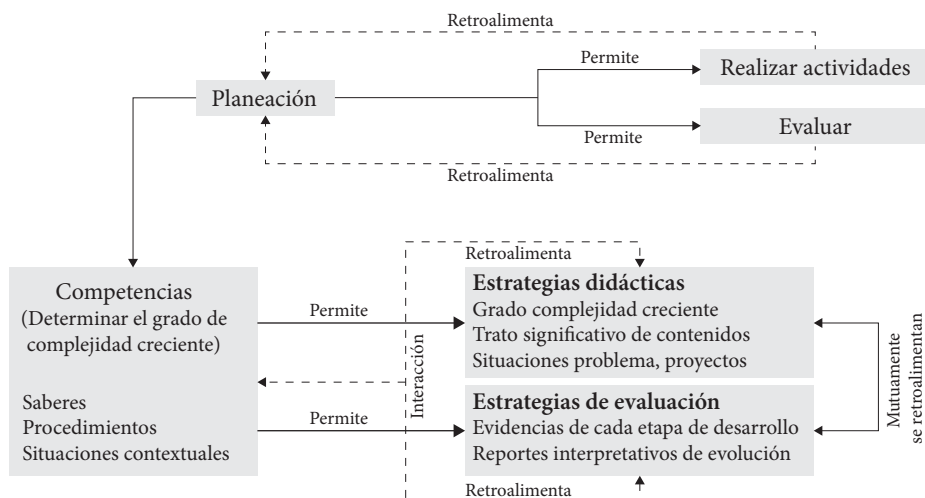 Retroalimenta
Permite
Realizar actividades
Planeación
Permite
Evaluar
Retroalimenta
Retroalimenta
Competencias
(Determinar el grado de
complejidad creciente)
Saberes
Procedimientos
Situaciones contextuales
Permite
Permite
Interacción
Estrategias didácticas
Grado complejidad creciente
Trato significativo de contenidos
Situaciones problema, proyectos
Estrategias de evaluación
Evidencias de cada etapa de desarrollo
Reportes interpretativos de evolución
Mutuamente
se retroalimentan
Retroalimenta